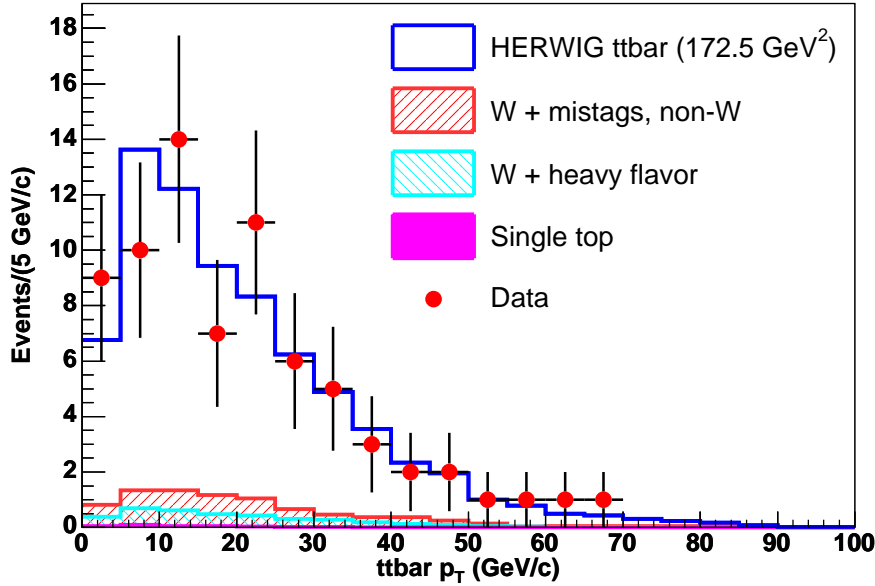 18
16
14
12
10
8
6
4
2
0
Events/(5 GeV/c)
HERWIG ttbar (172.5 GeV²)
W + mistags, non-W
W + heavy flavor
Single top
Data
0 10 20 30 40 50 60 70 80 90 100
ttbar p_T (GeV/c)